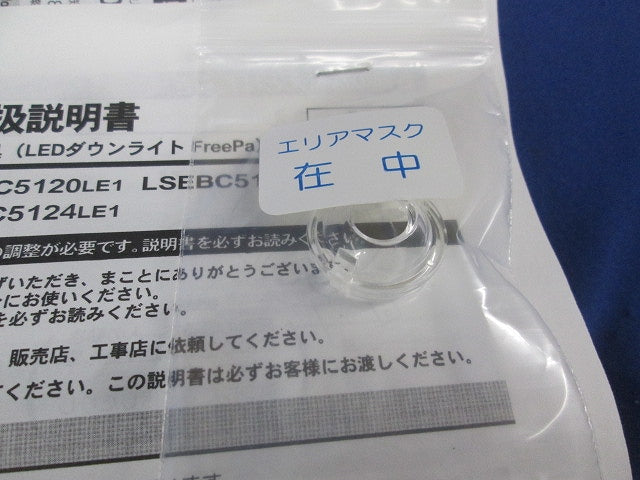 扱説明書
(LEDダウンライト FreePa
エリアマスク
在 中
C5120LE1 LSEBC51
C5124LE1
調整が必要です。説明書を必ずお読みくださ
いただき、まことにありがとうござい
にお使いください。
を必ずお読みください。
販売店、工事店に依頼してください。
ください。この説明書は必ずお客様にお渡しください。